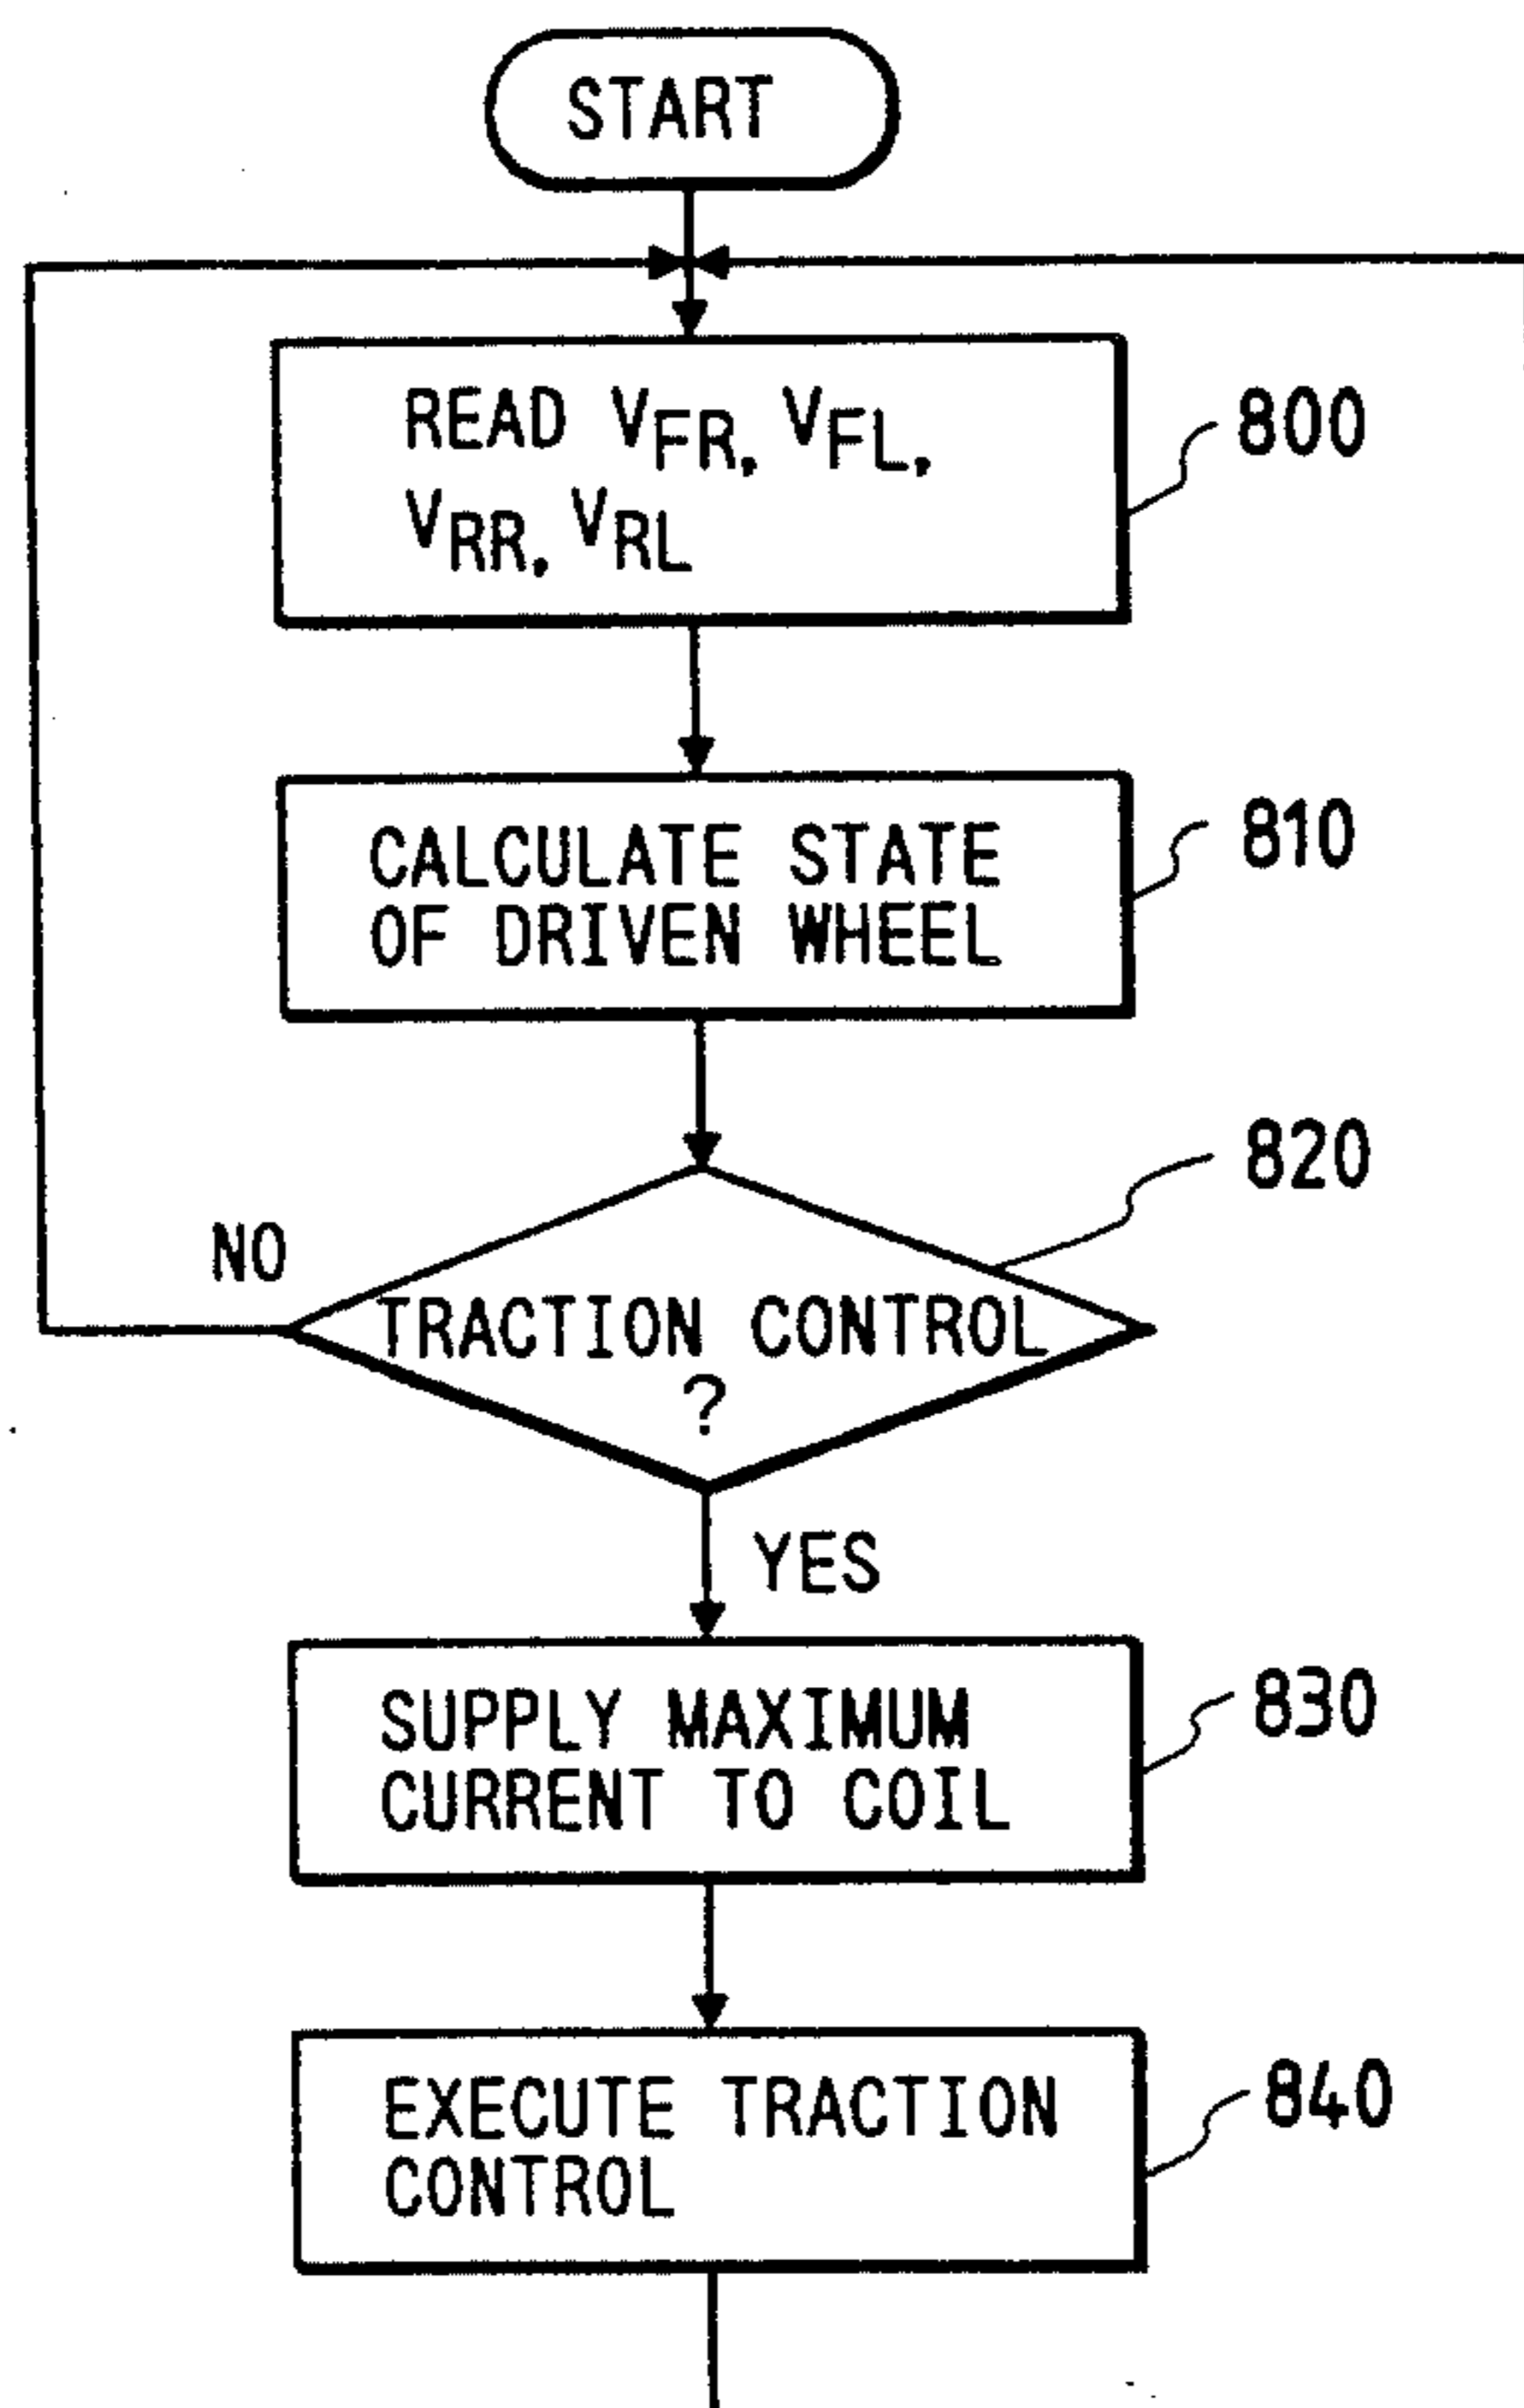 START
READ VFR, VFL,
VRR, VRL
800
CALCULATE STATE
OF DRIVEN WHEEL
810
820
NO
TRACTION CONTROL
?
YES
SUPPLY MAXIMUM
CURRENT TO COIL
830
EXECUTE TRACTION
CONTROL
840